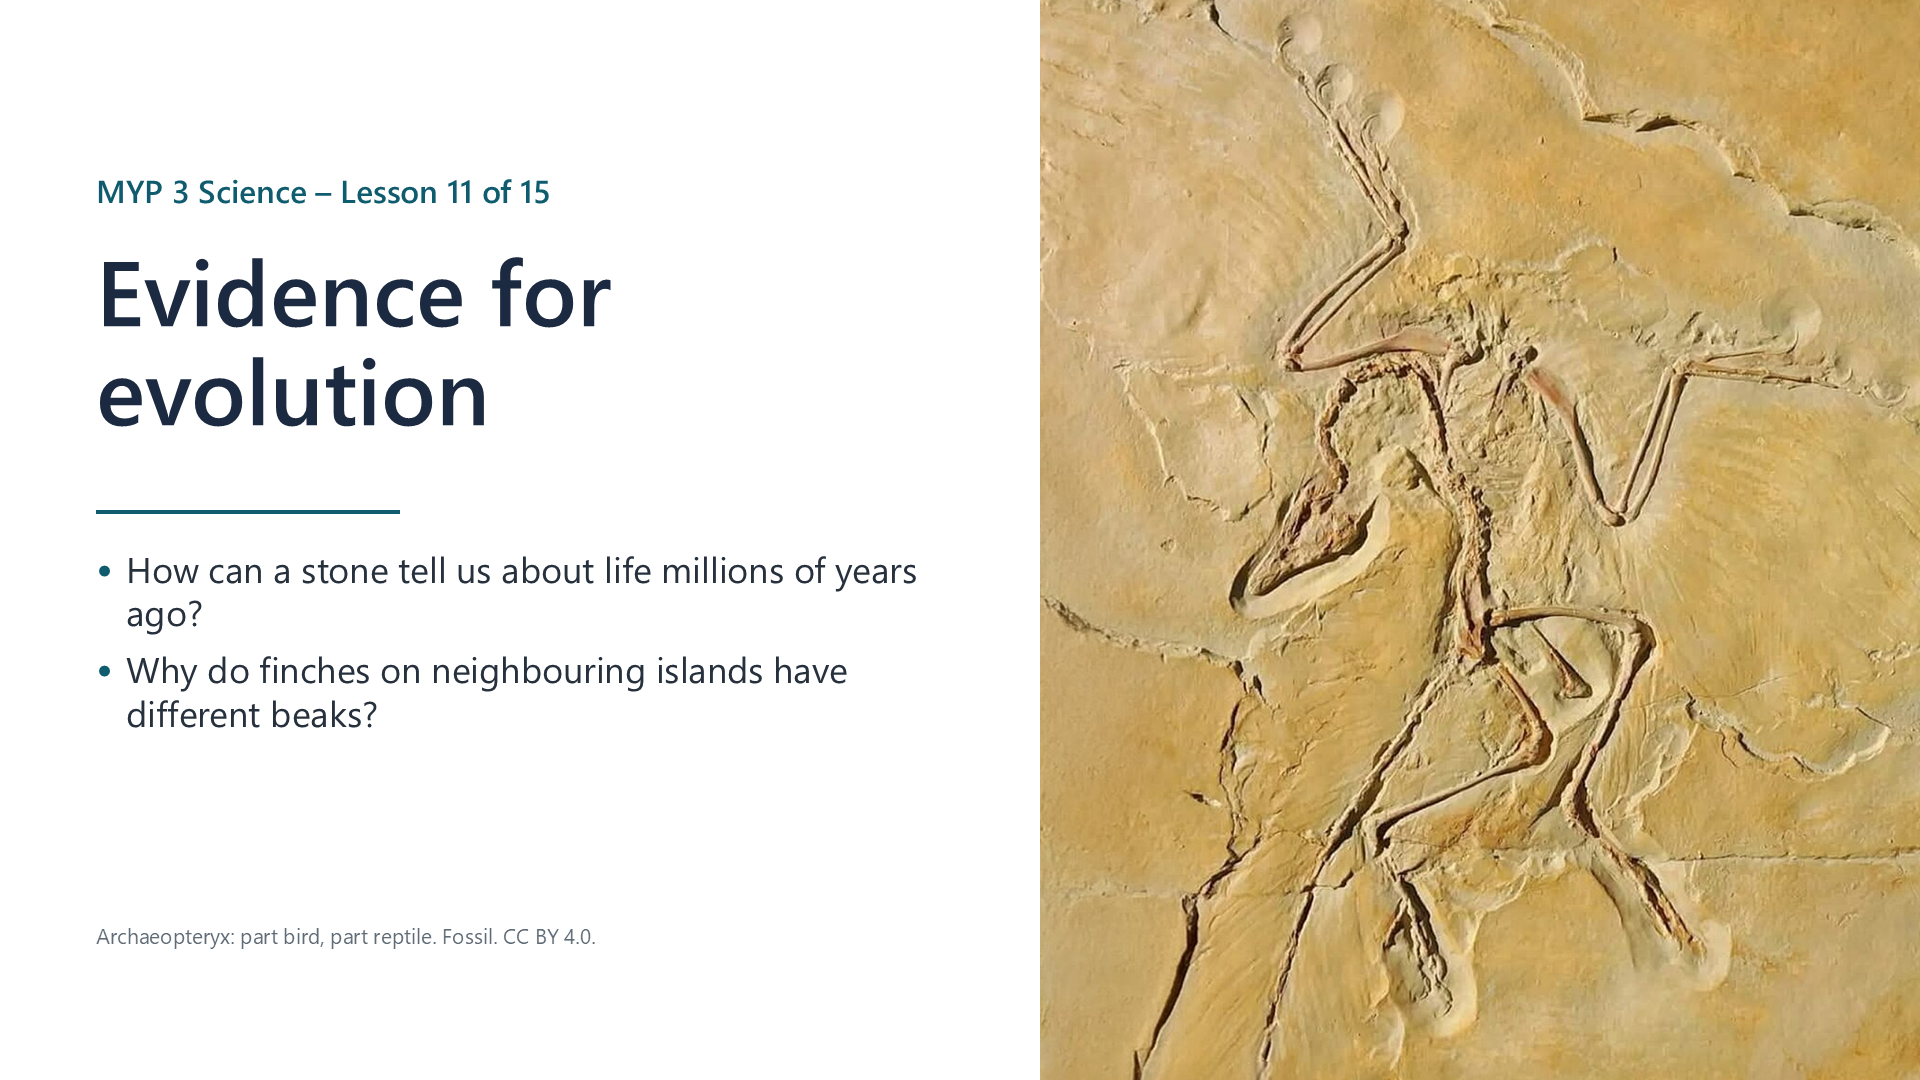 MYP 3 Science – Lesson 11 of 15
Evidence for
evolution
• How can a stone tell us about life millions of years
ago?
• Why do finches on neighbouring islands have
different beaks?
Archaeopteryx: part bird, part reptile. Fossil. CC BY 4.0.